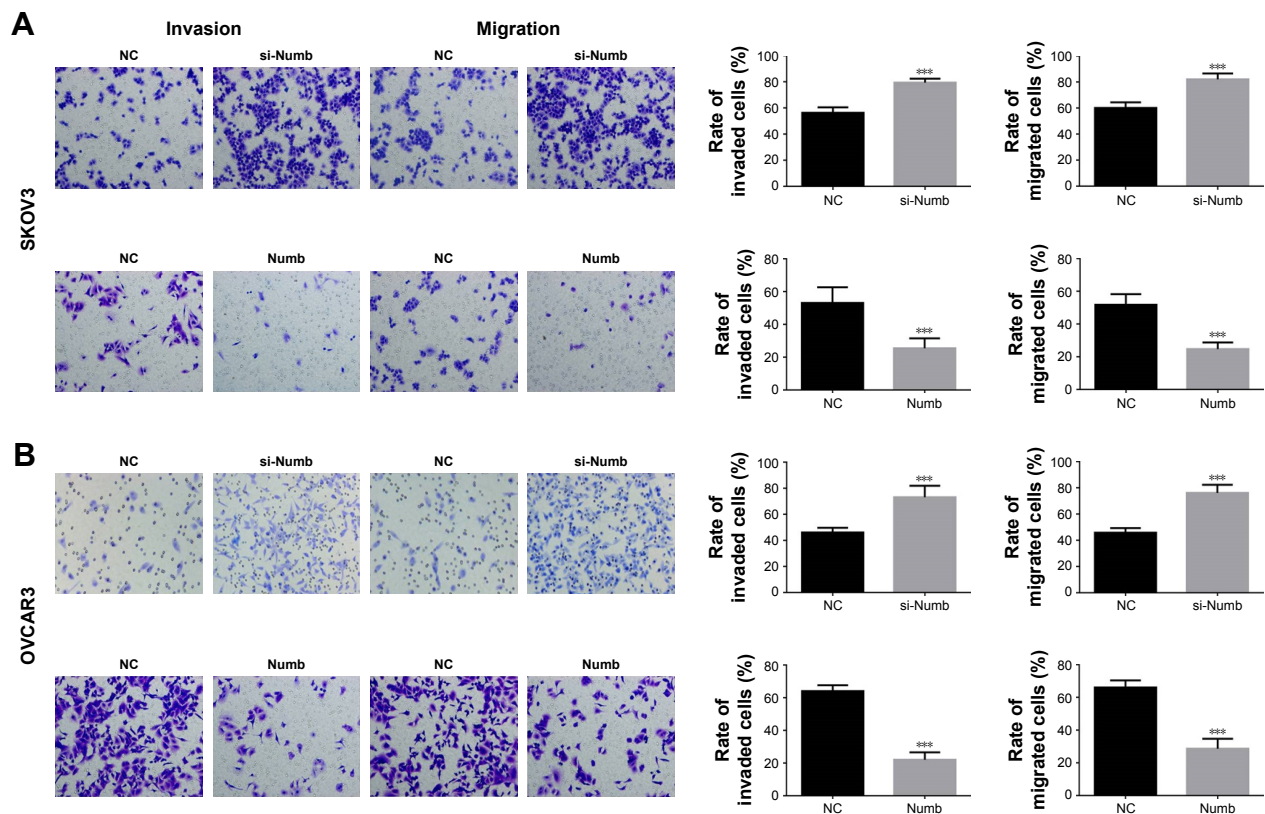 A
Invasion
Migration
NC
si-Numb
NC
si-Numb
SKOV3
NC
Numb
NC
Numb
Rate of
invaded cells (%)
100
80
60
40
20
0
***
NC
si-Numb
Rate of
migrated cells (%)
100
80
60
40
20
0
***
NC
si-Numb
Rate of
invaded cells (%)
80
60
40
20
0
***
NC
Numb
Rate of
migrated cells (%)
80
60
40
20
0
***
NC
Numb
B
NC
si-Numb
NC
si-Numb
OVCAR3
NC
Numb
NC
Numb
Rate of
invaded cells (%)
100
80
60
40
20
0
***
NC
si-Numb
Rate of
migrated cells (%)
100
80
60
40
20
0
***
NC
si-Numb
Rate of
invaded cells (%)
80
60
40
20
0
***
NC
Numb
Rate of
migrated cells (%)
80
60
40
20
0
***
NC
Numb